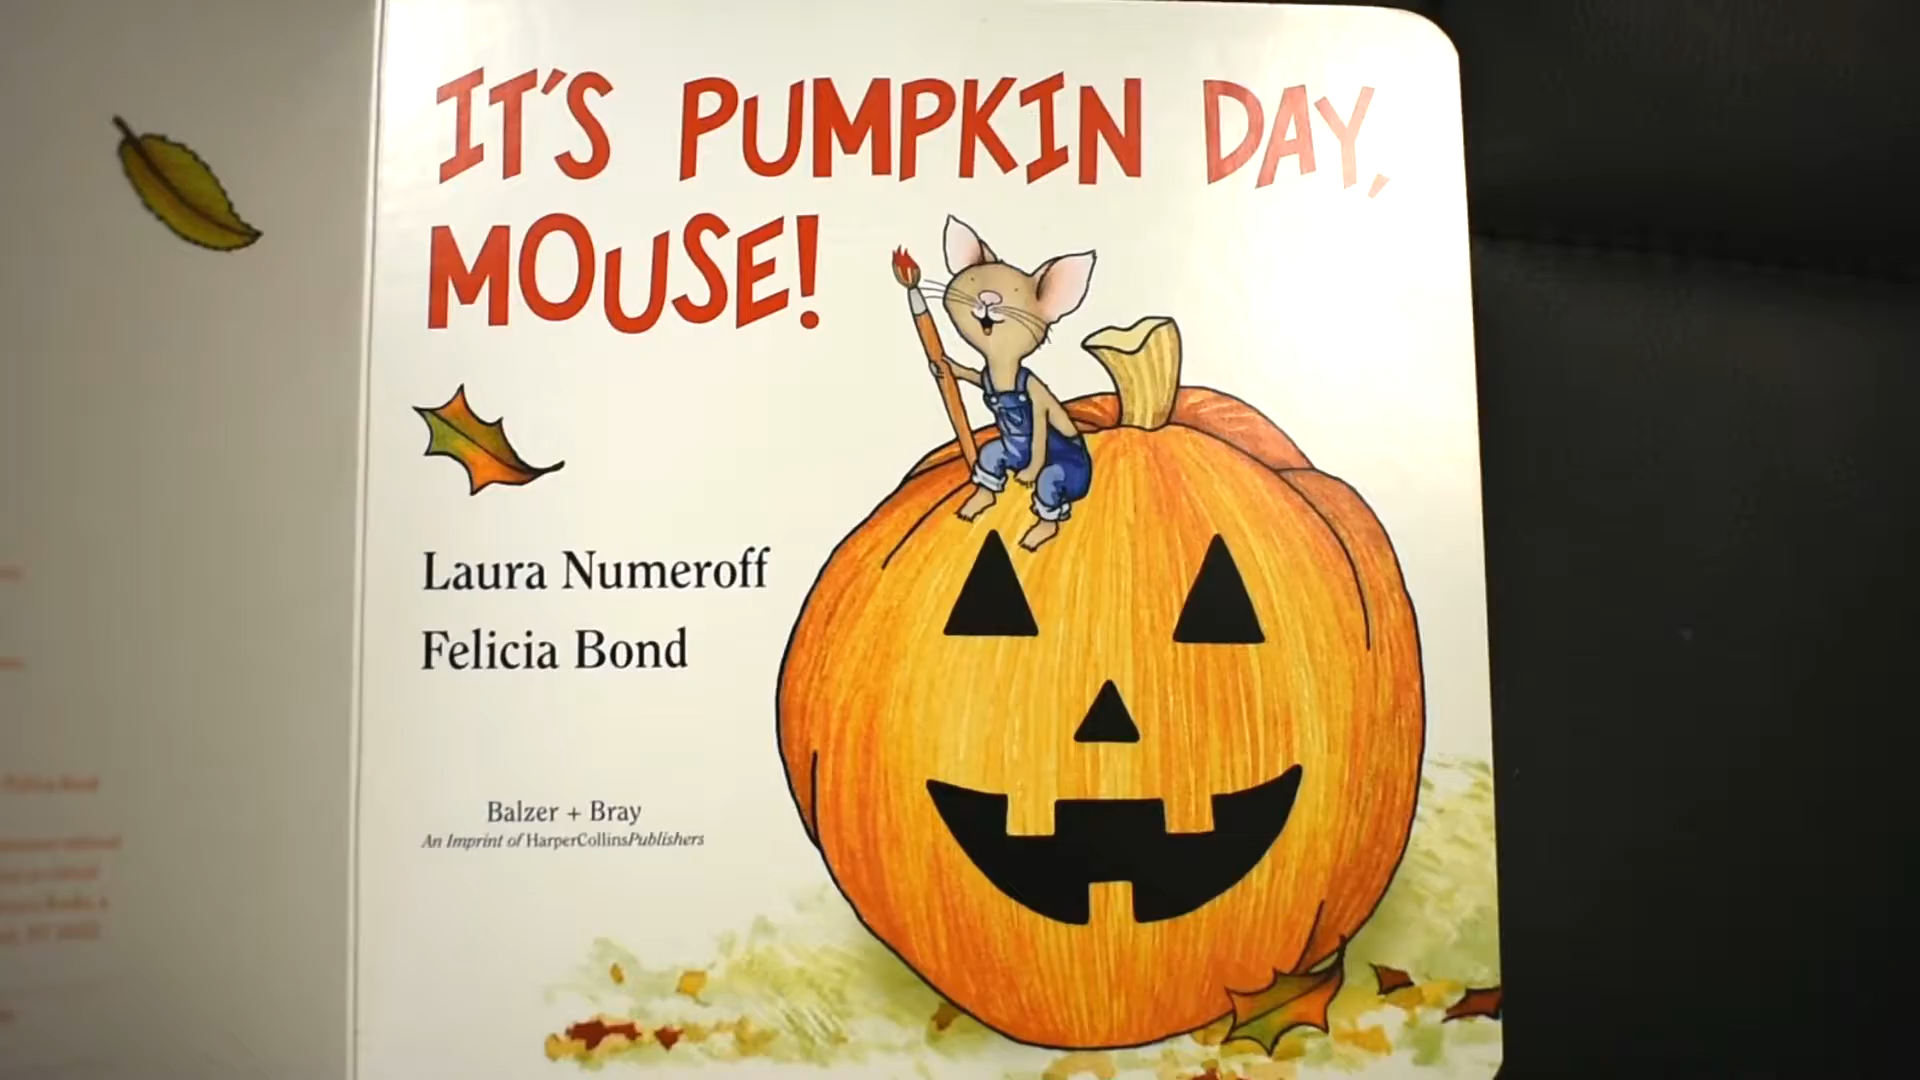 IT'S PUMPKIN DAY,
MOUSE!
Laura Numeroff
Felicia Bond
Balzer + Bray
An Imprint of HarperCollinsPublishers